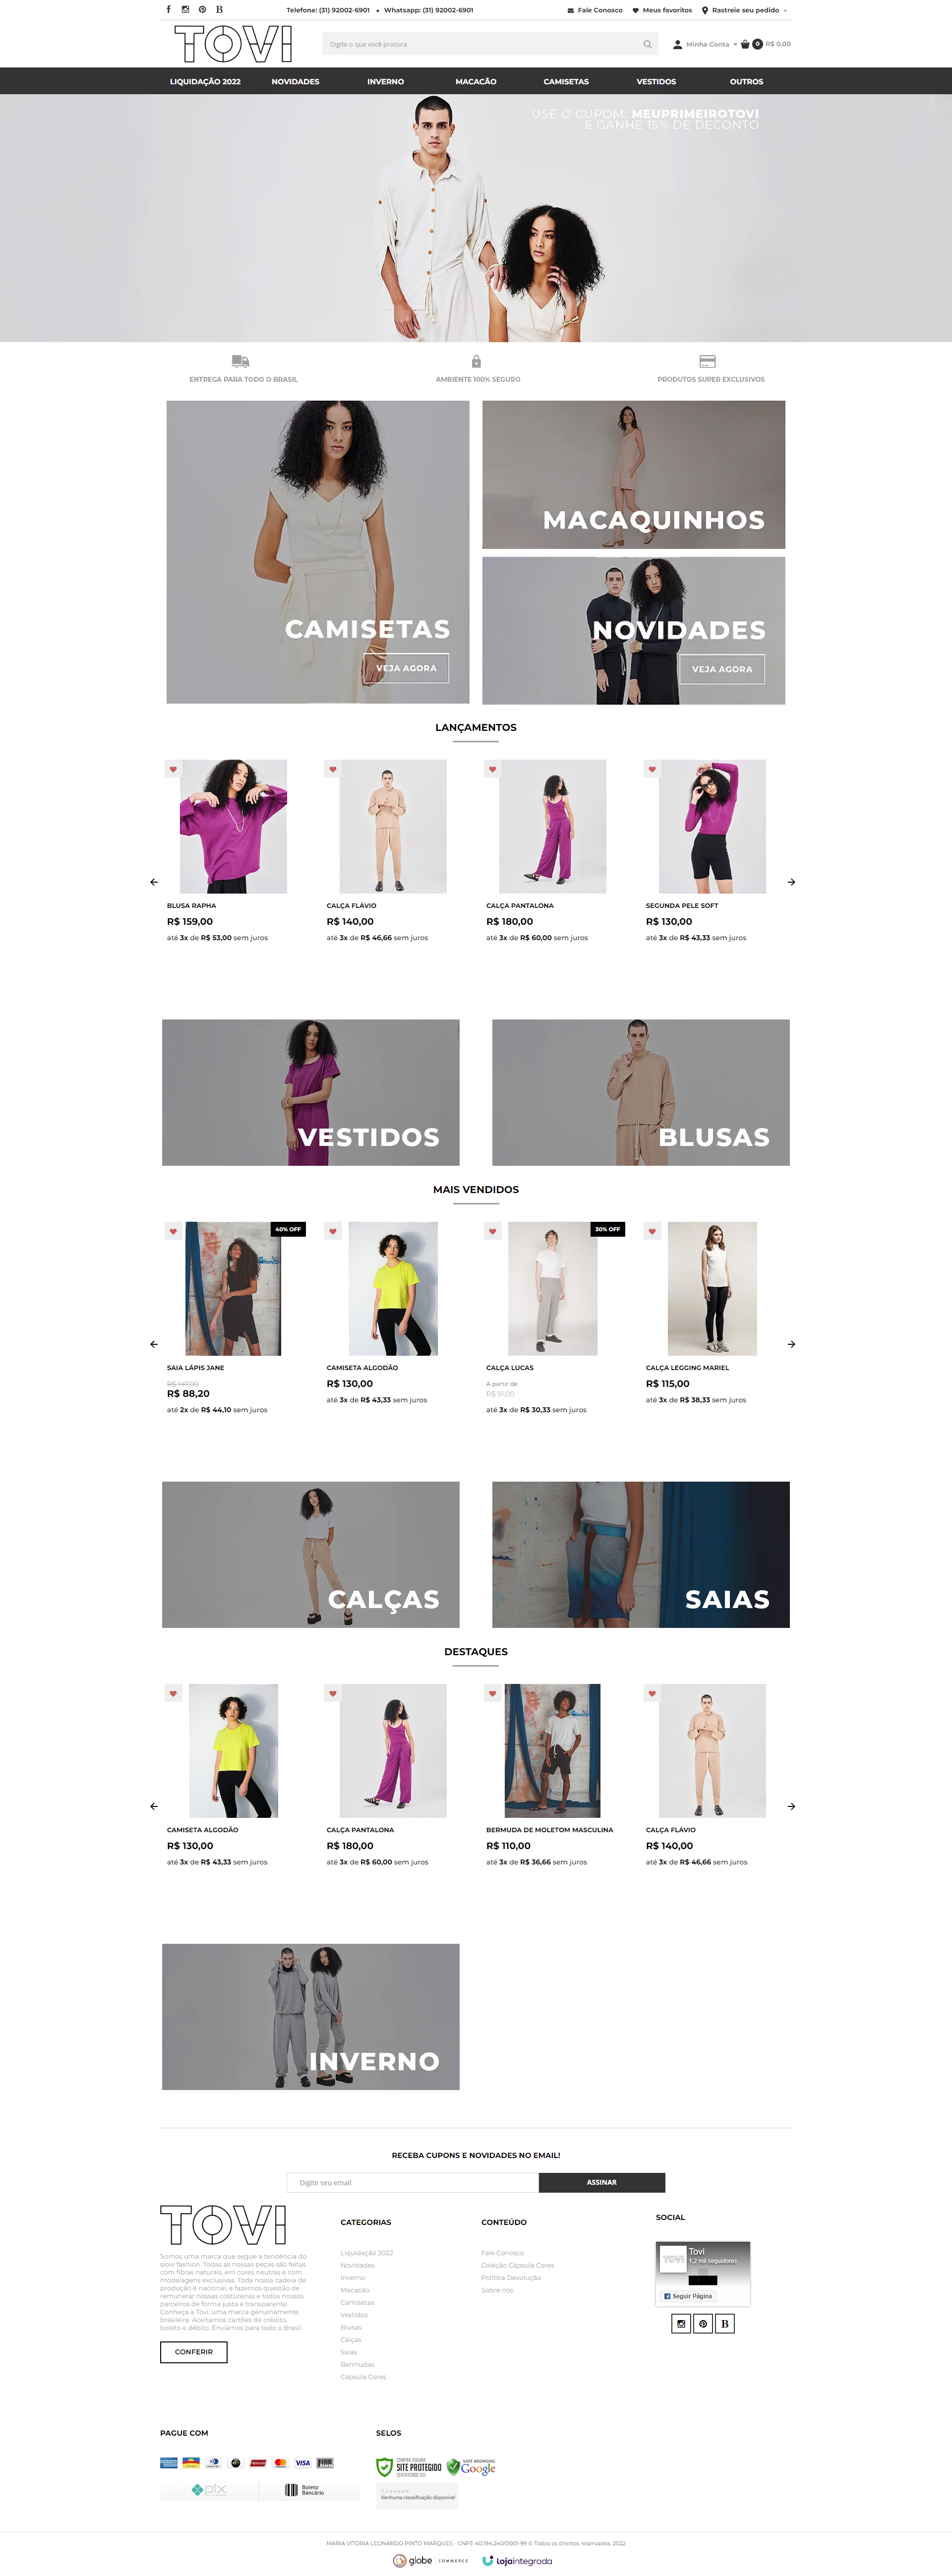 Telefone: (31) 92002-6901 • Whatsapp: (31) 92002-6901
Fale Conosco
Meus favoritos
Rastreie seu pedido
TOVI
Digite o que você procura
Minha Conta
0
R$ 0,00
LIQUIDAÇÃO 2022
NOVIDADES
INVERNO
MACACÃO
CAMISETAS
VESTIDOS
OUTROS
USE O CUPOM: MEUPRIMEIROTOVI
E GANHE 15% DE DECONTO
ENTREGA PARA TODO O BRASIL
AMBIENTE 100% SEGURO
PRODUTOS SUPER EXCLUSIVOS
CAMISETAS
VEJA AGORA
MACAQUINHOS
NOVIDADES
VEJA AGORA
LANÇAMENTOS
BLUSA RAPHA
R$ 159,00
até 3x de R$ 53,00 sem juros
CALÇA FLÁVIO
R$ 140,00
até 3x de R$ 46,66 sem juros
CALÇA PANTALONA
R$ 180,00
até 3x de R$ 60,00 sem juros
SEGUNDA PELE SOFT
R$ 130,00
até 3x de R$ 43,33 sem juros
VESTIDOS
BLUSAS
MAIS VENDIDOS
40% OFF
SAIA LÁPIS JANE
R$ 147,00
R$ 88,20
até 2x de R$ 44,10 sem juros
CAMISETA ALGODÃO
R$ 130,00
até 3x de R$ 43,33 sem juros
30% OFF
CALÇA LUCAS
A partir de
R$ 91,00
até 3x de R$ 30,33 sem juros
CALÇA LEGGING MARIEL
R$ 115,00
até 3x de R$ 38,33 sem juros
CALÇAS
SAIAS
DESTAQUES
CAMISETA ALGODÃO
R$ 130,00
até 3x de R$ 43,33 sem juros
CALÇA PANTALONA
R$ 180,00
até 3x de R$ 60,00 sem juros
BERMUDA DE MOLETOM MASCULINA
R$ 110,00
até 3x de R$ 36,66 sem juros
CALÇA FLÁVIO
R$ 140,00
até 3x de R$ 46,66 sem juros
INVERNO
RECEBA CUPONS E NOVIDADES NO EMAIL!
Digite seu email
ASSINAR
TOVI
Somos uma marca que segue a tendência do
slow fashion. Todas as nossas peças são feitas
com fibras naturais, em cores neutras e com
modelagens exclusivas. Toda nossa cadeia de
produção é nacional, e fazemos questão de
remunerar nossas costureiras e todos nossos
parceiros de forma justa e transparente.
Conheça a Tovi, uma marca genuinamente
brasileira. Aceitamos cartões de crédito,
boleto e débito. Enviamos para todo o Brasil.
CONFERIR
CATEGORIAS
Liquidação 2022
Novidades
Inverno
Macacão
Camisetas
Vestidos
Blusas
Calças
Saias
Bermudas
Cápsula Cores
CONTEÚDO
Fale Conosco
Coleção Cápsula Cores
Política Devolução
Sobre nós
SOCIAL
TOVI
Tovi
1,2 mil seguidores
Seguir Página
PAGUE COM
VISA
pix
Boleto
Bancário
SELOS
COMPRA SEGURA
SITE PROTEGIDO
CERTIFICADO SSL
SAFE BROWSING
Google
Nenhuma classificação disponível
MARIA VITÓRIA LEONARDO PINTO MARQUES - CNPJ: 40.194.240/0001-99 © Todos os direitos reservados. 2022
globe COMMERCE
lojaintegrada